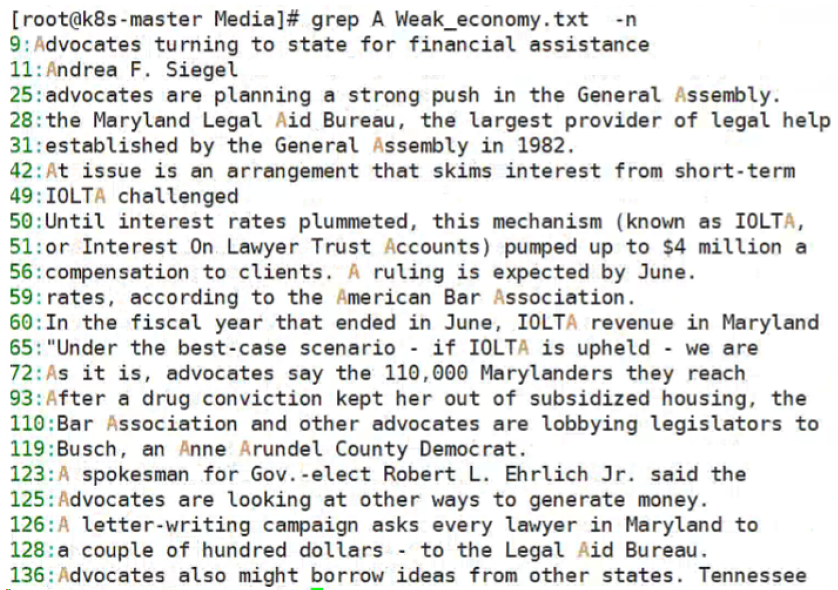 [root@k8s-master Media]# grep A Weak_economy.txt  -n
9:Advocates turning to state for financial assistance
11:Andrea F. Siegel
25:advocates are planning a strong push in the General Assembly.
28:the Maryland Legal Aid Bureau, the largest provider of legal help
31:established by the General Assembly in 1982.
42:At issue is an arrangement that skims interest from short-term
49:IOLTA challenged
50:Until interest rates plummeted, this mechanism (known as IOLTA,
51:or Interest On Lawyer Trust Accounts) pumped up to $4 million a
56:compensation to clients. A ruling is expected by June.
59:rates, according to the American Bar Association.
60:In the fiscal year that ended in June, IOLTA revenue in Maryland
65:"Under the best-case scenario - if IOLTA is upheld - we are
72:As it is, advocates say the 110,000 Marylanders they reach
93:After a drug conviction kept her out of subsidized housing, the
110:Bar Association and other advocates are lobbying legislators to
119:Busch, an Anne Arundel County Democrat.
123:A spokesman for Gov.-elect Robert L. Ehrlich Jr. said the
125:Advocates are looking at other ways to generate money.
126:A letter-writing campaign asks every lawyer in Maryland to
128:a couple of hundred dollars - to the Legal Aid Bureau.
136:Advocates also might borrow ideas from other states. Tennessee